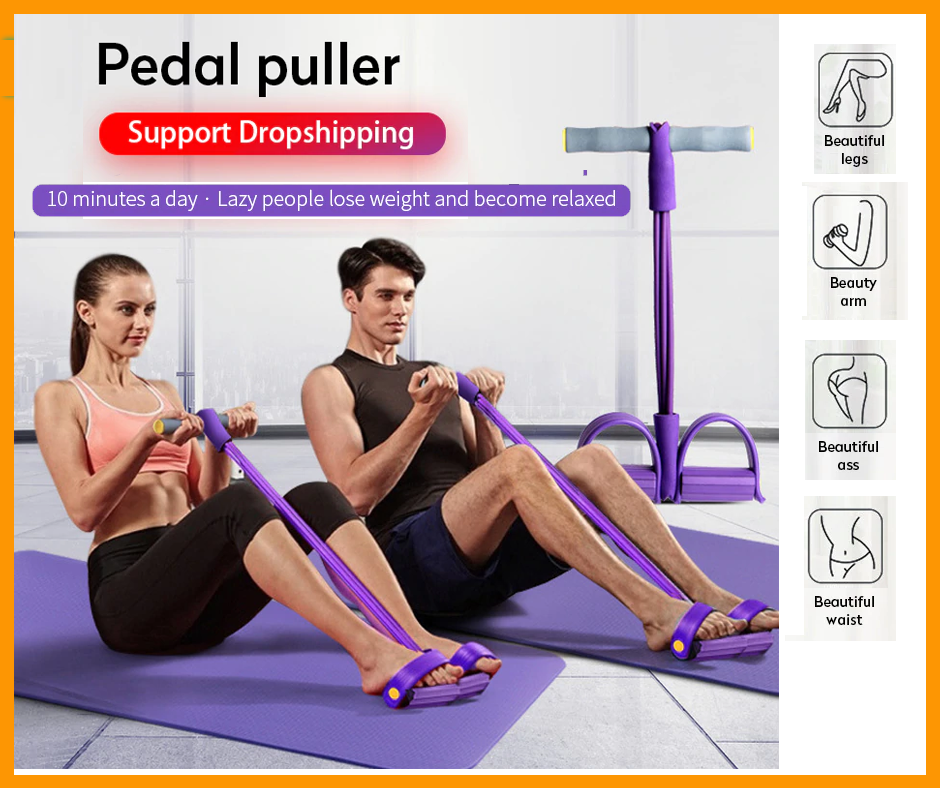 Pedal puller
Support Dropshipping
10 minutes a day · Lazy people lose weight and become relaxed
Beautiful
legs
Beauty
arm
Beautiful
ass
Beautiful
waist